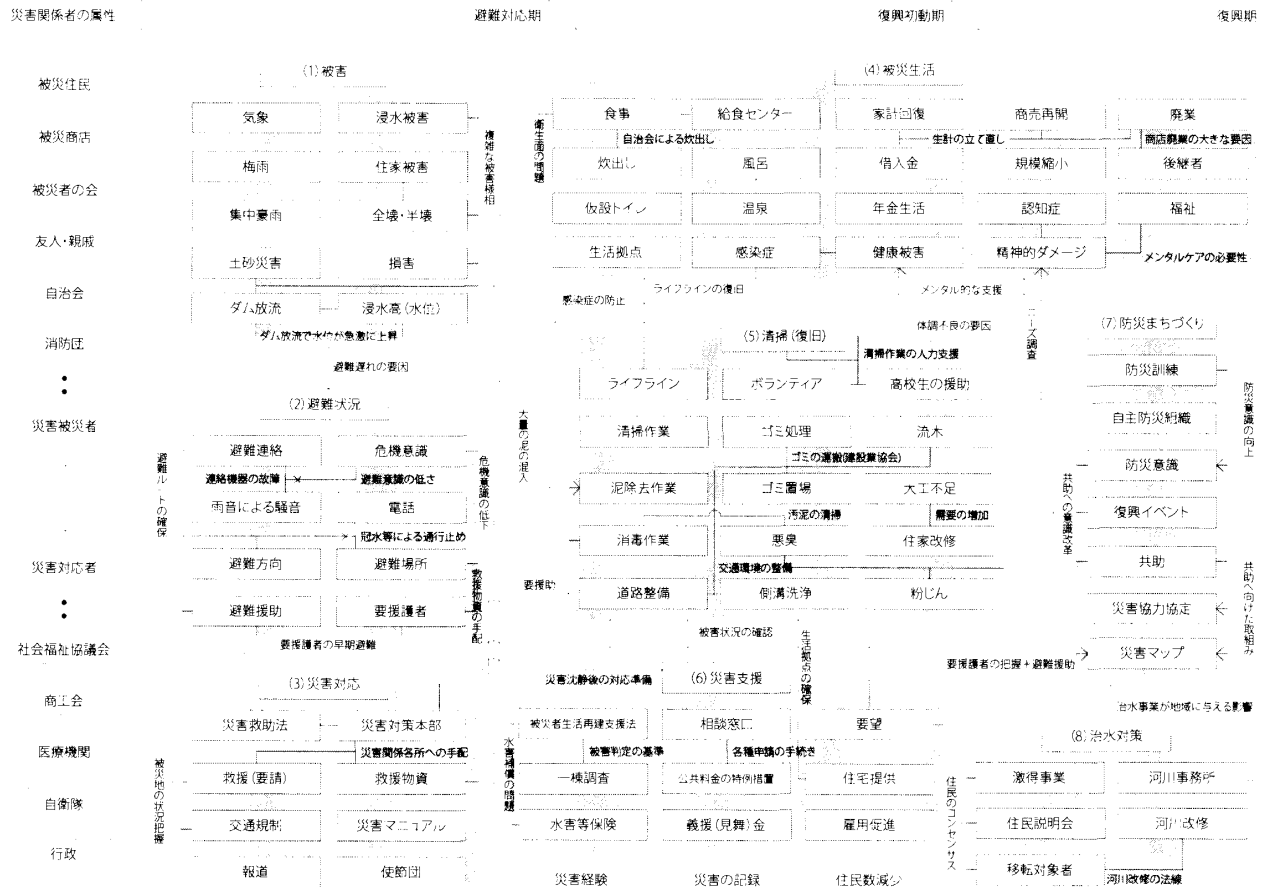 災害関係者の属性
避難対応期
復興初動期
復興期
被災住民
被災商店
被災者の会
友人・親戚
自治会
消防団
災害被災者
災害対応者
社会福祉協議会
商工会
医療機関
自衛隊
行政
(1)被害
気象
浸水被害
梅雨
住家被害
集中豪雨
全壊・半壊
土砂災害
損害
ダム放流
浸水高(水位)
複雑な被害様相
ダム放流で水位が急激に上昇
避難遅れの要因
(2)避難状況
避難連絡
危機意識
連絡機器の故障
避難意識の低さ
雨音による騒音
電話
冠水等による通行止め
避難方向
避難場所
避難援助
要援護者
避難ルートの確保
危機意識の低下
救援物資の手配
要援護者の早期避難
(3)災害対応
災害救助法
災害対策本部
災害関係各所への手配
救援(要請)
救援物資
交通規制
災害マニュアル
報道
使節団
被災地の状況把握
(4)被災生活
衛生面の問題
食事
給食センター
家計回復
商売再開
廃業
自治会による炊出し
生計の立て直し
商店廃業の大きな要因
炊出し
風呂
借入金
規模縮小
後継者
仮設トイレ
温泉
年金生活
認知症
福祉
生活拠点
感染症
健康被害
精神的ダメージ
メンタルケアの必要性
感染症の防止
ライフラインの復旧
メンタル的な支援
ニーズ調査
体調不良の要因
(5)清掃(復旧)
清掃作業の人力支援
ライフライン
ボランティア
高校生の援助
清掃作業
ゴミ処理
流木
ゴミの運搬(建設業協会)
泥除去作業
ゴミ置場
大工不足
汚泥の清掃
需要の増加
消毒作業
悪臭
住家改修
交通環境の整備
道路整備
側溝洗浄
粉じん
大量の泥の混入
要援助
被害状況の確認
生活拠点の確保
災害沈静後の対応準備
(6)災害支援
被災者生活再建支援法
相談窓口
要望
被害判定の基準
各種申請の手続き
一棟調査
公共料金の特例措置
住宅提供
水害等保険
義援(見舞)金
雇用促進
災害経験
災害の記録
住民数減少
水害補償の問題
(7)防災まちづくり
防災訓練
自主防災組織
防災意識
復興イベント
共助
災害協力協定
災害マップ
防災意識の向上
共助への意識改革
共助へ向けた取組み
要援護者の把握+避難援助
治水事業が地域に与える影響
(8)治水対策
激得事業
河川事務所
住民説明会
河川改修
移転対象者
河川改修の法線
住民のコンセンサス